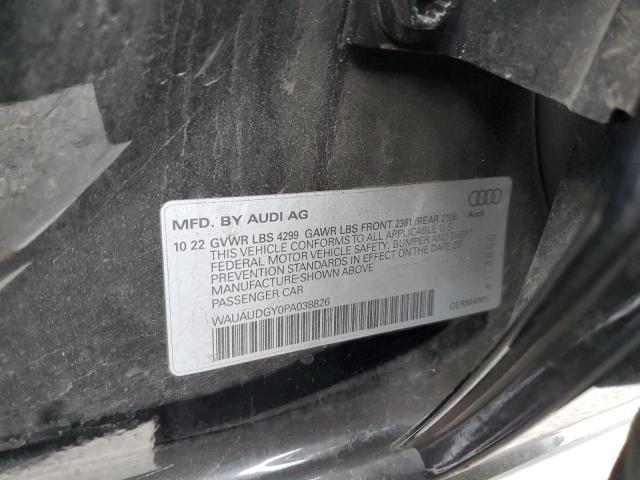 MFD. BY AUDI AG
Audi
10 22 GVWR LBS 4299 GAWR LBS FRONT 2381/REAR 2106
THIS VEHICLE CONFORMS TO ALL APPLICABLE U.S
FEDERAL MOTOR VEHICLE SAFETY, BUMPER AND THEFT
PREVENTION STANDARDS IN EFFECT ON THE DATE OF
MANUFACTURE SHOWN ABOVE
PASSENGER CAR
WAUAUDGY0PA038826
GERMANY